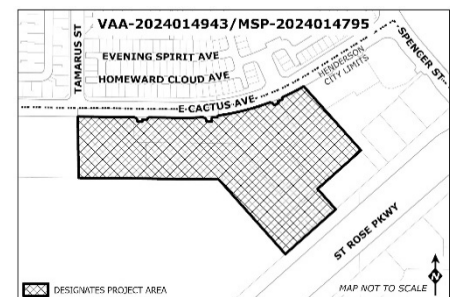 VAA-2024014943/MSP-2024014795
TAMARUS ST
EVENING SPIRIT AVE
HOMEWARD CLOUD AVE
E CACTUS AVE
HENDERSON
CITY LIMITS
SPENCER ST
ST ROSE PKWY
DESIGNATES PROJECT AREA
MAP NOT TO SCALE
N